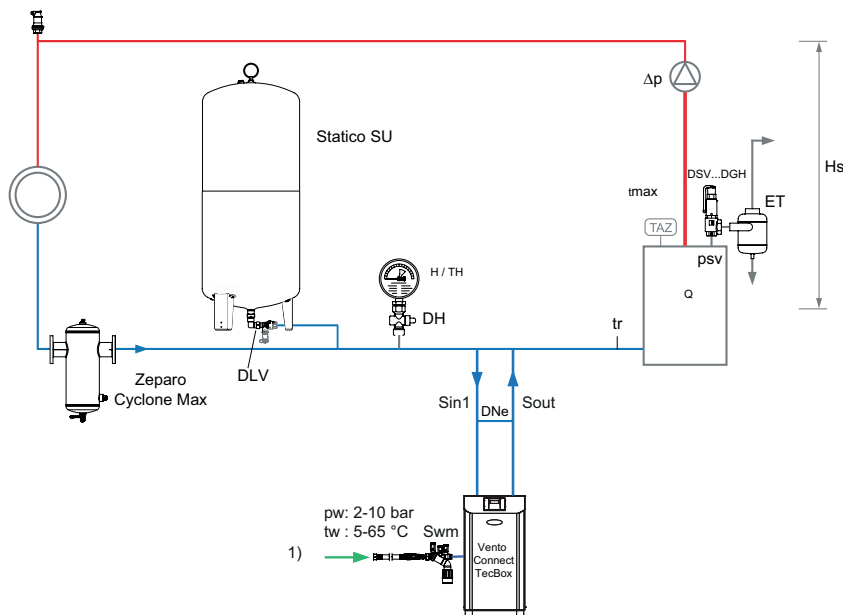 Δp
Hs
Statico SU
DSV...DGH
tmax
ET
TAZ
psv
H / TH
Q
DH
tr
DLV
Zeparo
Cyclone Max
Sin1
DNe
Sout
pw: 2-10 bar
tw : 5-65 °C
Swm
1)
Vento
Connect
TecBox